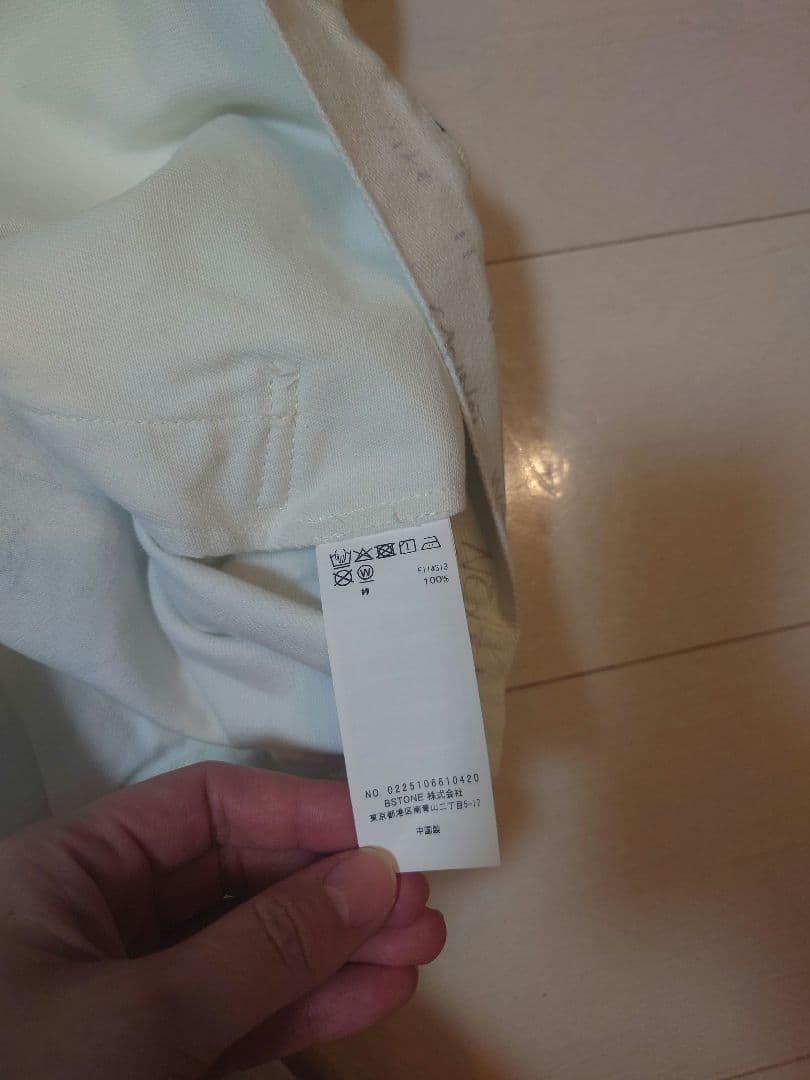 W
100%
NO. 0225106610420
BSTONE 株式会社
東京都港区南青山二丁目5-17
中国製